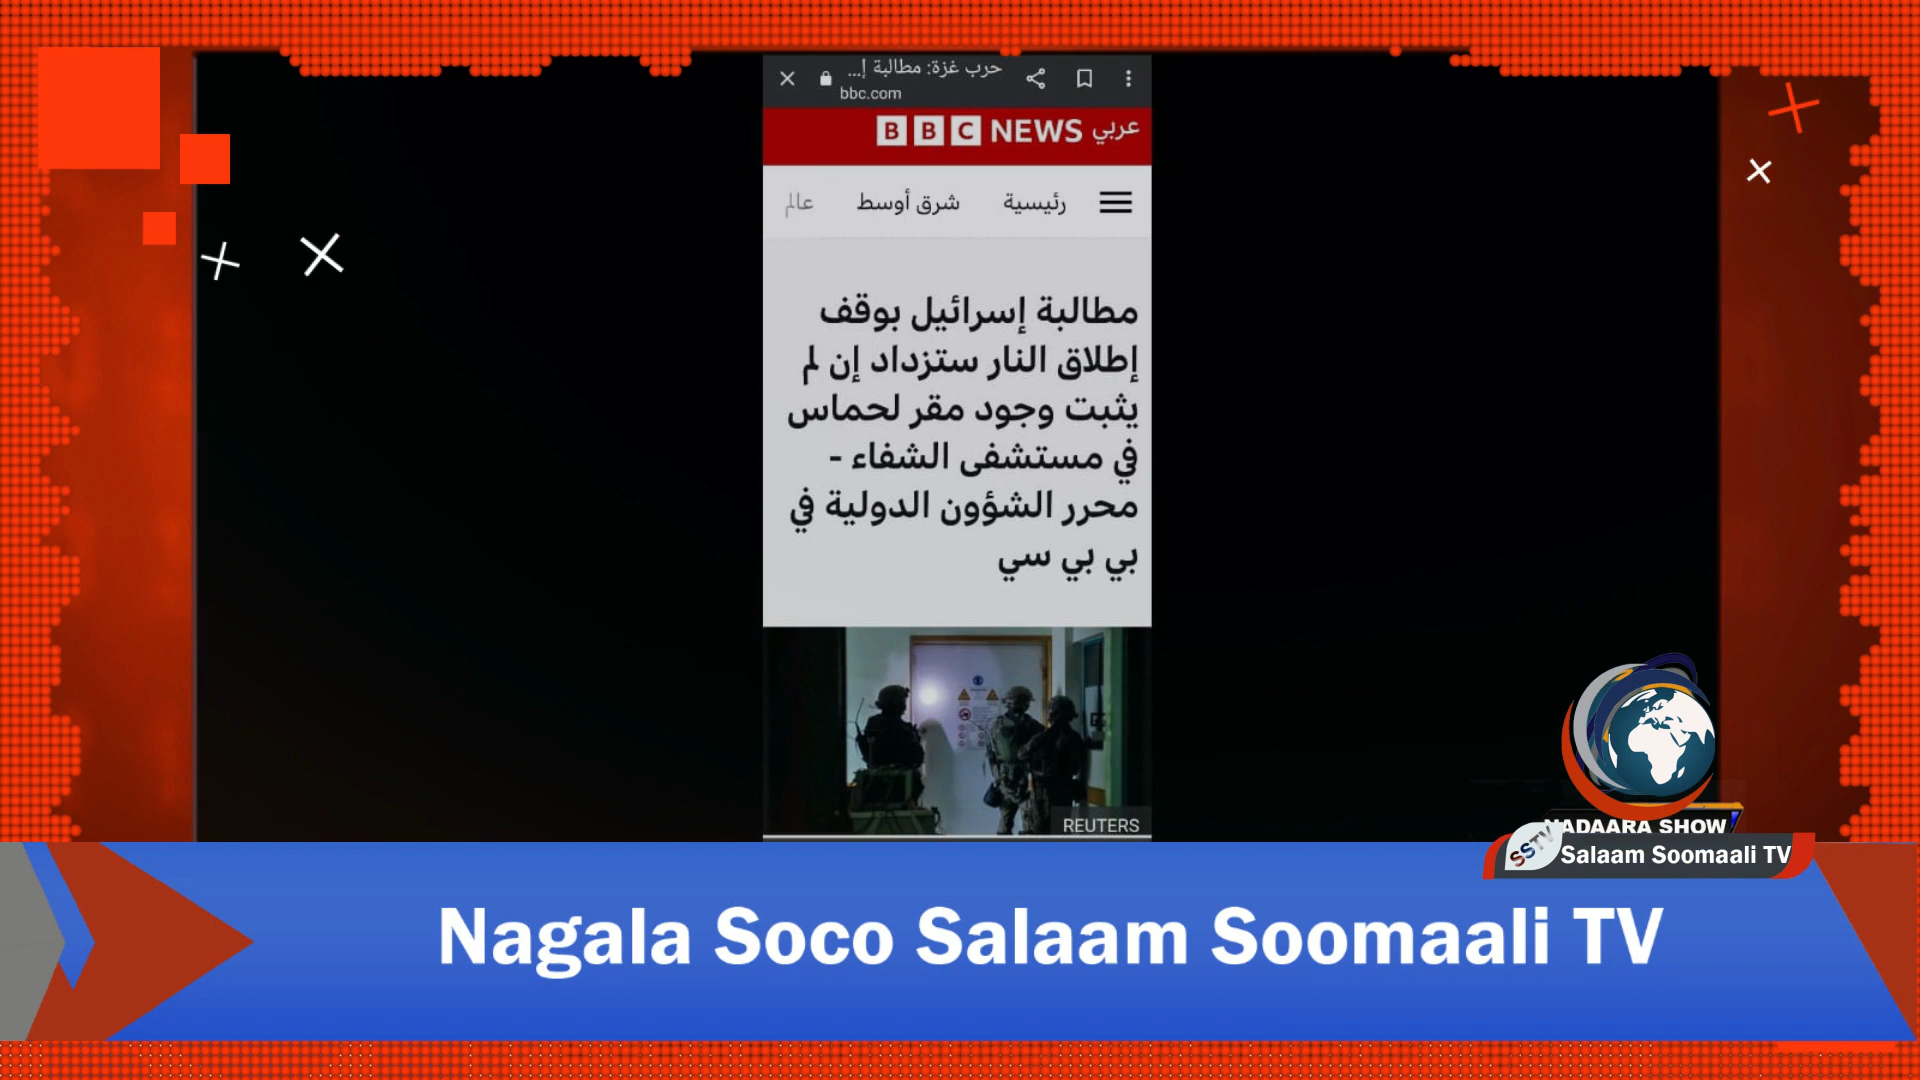 حرب غزة: مطالبة إ...
bbc.com
BBC NEWS عربي
رئيسية شرق أوسط عالم
مطالبة إسرائيل بوقف
إطلاق النار ستزداد إن لم
يثبت وجود مقر لحماس
في مستشفى الشفاء -
محرر الشؤون الدولية في
بي بي سي
REUTERS
NADAARA SHOW
SSTV Salaam Soomaali TV
Nagala Soco Salaam Soomaali TV